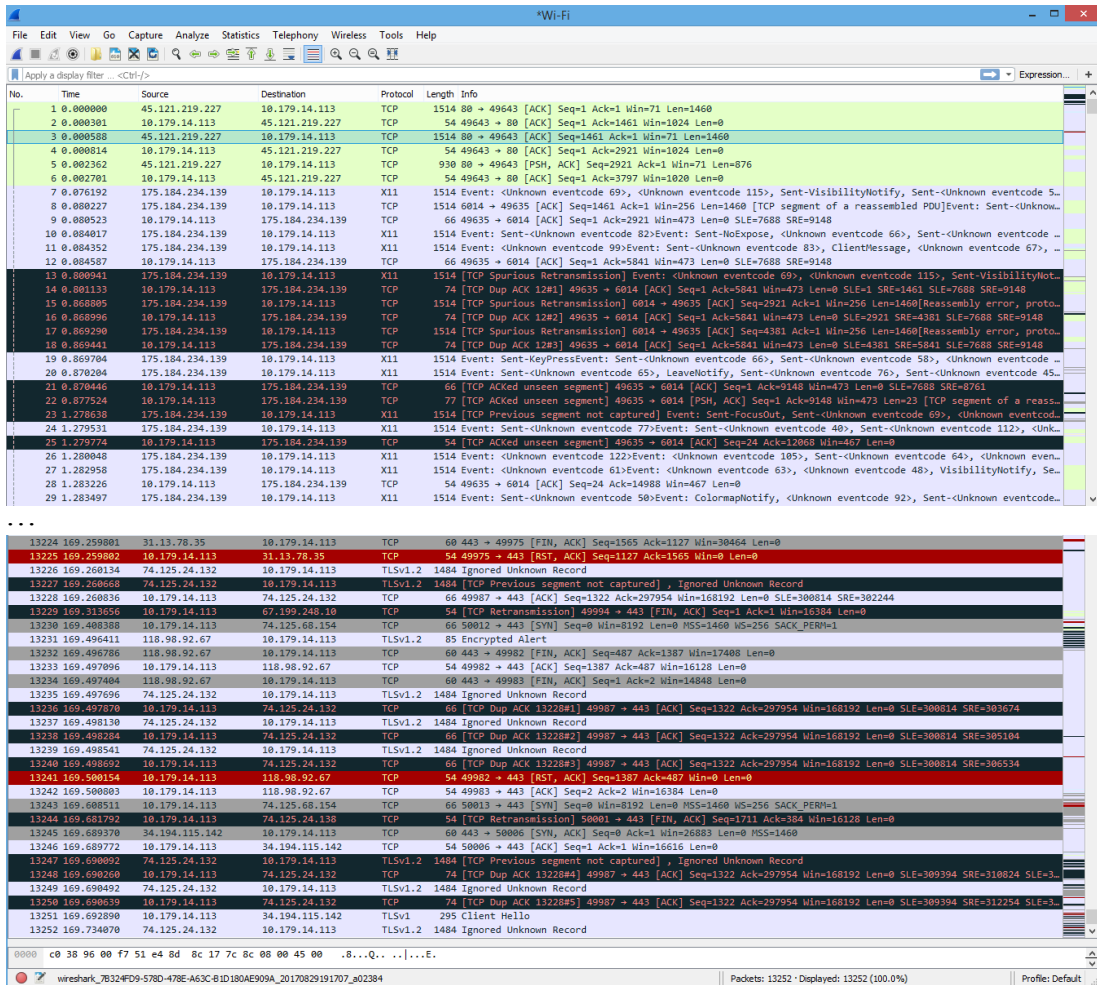 *Wi-Fi
File Edit View Go Capture Analyze Statistics Telephony Wireless Tools Help
Apply a display filter ... <Ctrl-/> Expression... +
No. Time Source Destination Protocol Length Info
1 0.000000 45.121.219.227 10.179.14.113 TCP 1514 80 → 49643 [ACK] Seq=1 Ack=1 Win=71 Len=1460
2 0.000301 10.179.14.113 45.121.219.227 TCP 54 49643 → 80 [ACK] Seq=1 Ack=1461 Win=1024 Len=0
3 0.000588 45.121.219.227 10.179.14.113 TCP 1514 80 → 49643 [ACK] Seq=1461 Ack=1 Win=71 Len=1460
4 0.000814 10.179.14.113 45.121.219.227 TCP 54 49643 → 80 [ACK] Seq=1 Ack=2921 Win=1024 Len=0
5 0.002362 45.121.219.227 10.179.14.113 TCP 930 80 → 49643 [PSH, ACK] Seq=2921 Ack=1 Win=71 Len=876
6 0.002701 10.179.14.113 45.121.219.227 TCP 54 49643 → 80 [ACK] Seq=1 Ack=3797 Win=1020 Len=0
7 0.076192 175.184.234.139 10.179.14.113 X11 1514 Event: <Unknown eventcode 69>, <Unknown eventcode 115>, Sent-VisibilityNotify, Sent-<Unknown eventcode 5…
8 0.080227 175.184.234.139 10.179.14.113 X11 1514 6014 → 49635 [ACK] Seq=1461 Ack=1 Win=256 Len=1460 [TCP segment of a reassembled PDU]Event: Sent-<Unknow…
9 0.080523 10.179.14.113 175.184.234.139 TCP 66 49635 → 6014 [ACK] Seq=1 Ack=2921 Win=473 Len=0 SLE=7688 SRE=9148
10 0.084017 175.184.234.139 10.179.14.113 X11 1514 Event: Sent-<Unknown eventcode 82>Event: Sent-NoExpose, <Unknown eventcode 66>, Sent-<Unknown eventcode …
11 0.084352 175.184.234.139 10.179.14.113 X11 1514 Event: <Unknown eventcode 99>Event: Sent-<Unknown eventcode 83>, ClientMessage, <Unknown eventcode 67>, …
12 0.084587 10.179.14.113 175.184.234.139 TCP 66 49635 → 6014 [ACK] Seq=1 Ack=5841 Win=473 Len=0 SLE=7688 SRE=9148
13 0.800941 175.184.234.139 10.179.14.113 X11 1514 [TCP Spurious Retransmission] Event: <Unknown eventcode 69>, <Unknown eventcode 115>, Sent-VisibilityNot…
14 0.801133 10.179.14.113 175.184.234.139 TCP 74 [TCP Dup ACK 12#1] 49635 → 6014 [ACK] Seq=1 Ack=5841 Win=473 Len=0 SLE=1 SRE=1461 SLE=7688 SRE=9148
15 0.868805 175.184.234.139 10.179.14.113 X11 1514 [TCP Spurious Retransmission] 6014 → 49635 [ACK] Seq=2921 Ack=1 Win=256 Len=1460[Reassembly error, proto…
16 0.868996 10.179.14.113 175.184.234.139 TCP 74 [TCP Dup ACK 12#2] 49635 → 6014 [ACK] Seq=1 Ack=5841 Win=473 Len=0 SLE=2921 SRE=4381 SLE=7688 SRE=9148
17 0.869290 175.184.234.139 10.179.14.113 X11 1514 [TCP Spurious Retransmission] 6014 → 49635 [ACK] Seq=4381 Ack=1 Win=256 Len=1460[Reassembly error, proto…
18 0.869441 10.179.14.113 175.184.234.139 TCP 74 [TCP Dup ACK 12#3] 49635 → 6014 [ACK] Seq=1 Ack=5841 Win=473 Len=0 SLE=4381 SRE=5841 SLE=7688 SRE=9148
19 0.869704 175.184.234.139 10.179.14.113 X11 1514 Event: Sent-KeyPressEvent: Sent-<Unknown eventcode 66>, Sent-<Unknown eventcode 58>, <Unknown eventcode …
20 0.870204 175.184.234.139 10.179.14.113 X11 1514 Event: Sent-<Unknown eventcode 65>, LeaveNotify, Sent-<Unknown eventcode 76>, Sent-<Unknown eventcode 45…
21 0.870446 10.179.14.113 175.184.234.139 TCP 66 [TCP ACKed unseen segment] 49635 → 6014 [ACK] Seq=1 Ack=9148 Win=473 Len=0 SLE=7688 SRE=8761
22 0.877524 10.179.14.113 175.184.234.139 TCP 77 [TCP ACKed unseen segment] 49635 → 6014 [PSH, ACK] Seq=1 Ack=9148 Win=473 Len=23 [TCP segment of a reass…
23 1.278638 175.184.234.139 10.179.14.113 X11 1514 [TCP Previous segment not captured] Event: Sent-FocusOut, Sent-<Unknown eventcode 69>, <Unknown eventcod…
24 1.279531 175.184.234.139 10.179.14.113 X11 1514 Event: Sent-<Unknown eventcode 77>Event: Sent-<Unknown eventcode 40>, Sent-<Unknown eventcode 112>, <Unk…
25 1.279774 10.179.14.113 175.184.234.139 TCP 54 [TCP ACKed unseen segment] 49635 → 6014 [ACK] Seq=24 Ack=12068 Win=467 Len=0
26 1.280048 175.184.234.139 10.179.14.113 X11 1514 Event: <Unknown eventcode 122>Event: <Unknown eventcode 105>, Sent-<Unknown eventcode 64>, <Unknown even…
27 1.282958 175.184.234.139 10.179.14.113 X11 1514 Event: <Unknown eventcode 61>Event: <Unknown eventcode 63>, <Unknown eventcode 48>, VisibilityNotify, Se…
28 1.283226 10.179.14.113 175.184.234.139 TCP 54 49635 → 6014 [ACK] Seq=24 Ack=14988 Win=467 Len=0
29 1.283497 175.184.234.139 10.179.14.113 X11 1514 Event: Sent-<Unknown eventcode 50>Event: ColormapNotify, <Unknown eventcode 92>, Sent-<Unknown eventcode…
...
13224 169.259801 31.13.78.35 10.179.14.113 TCP 60 443 → 49975 [FIN, ACK] Seq=1565 Ack=1127 Win=30464 Len=0
13225 169.259802 10.179.14.113 31.13.78.35 TCP 54 49975 → 443 [RST, ACK] Seq=1127 Ack=1565 Win=0 Len=0
13226 169.260134 74.125.24.132 10.179.14.113 TLSv1.2 1484 Ignored Unknown Record
13227 169.260668 74.125.24.132 10.179.14.113 TLSv1.2 1484 [TCP Previous segment not captured] , Ignored Unknown Record
13228 169.260836 10.179.14.113 74.125.24.132 TCP 66 49987 → 443 [ACK] Seq=1322 Ack=297954 Win=168192 Len=0 SLE=300814 SRE=302244
13229 169.313656 10.179.14.113 67.199.248.10 TCP 54 [TCP Retransmission] 49994 → 443 [FIN, ACK] Seq=1 Ack=1 Win=16384 Len=0
13230 169.408388 10.179.14.113 74.125.68.154 TCP 66 50012 → 443 [SYN] Seq=0 Win=8192 Len=0 MSS=1460 WS=256 SACK_PERM=1
13231 169.496411 118.98.92.67 10.179.14.113 TLSv1.2 85 Encrypted Alert
13232 169.496786 118.98.92.67 10.179.14.113 TCP 60 443 → 49982 [FIN, ACK] Seq=487 Ack=1387 Win=17408 Len=0
13233 169.497096 10.179.14.113 118.98.92.67 TCP 54 49982 → 443 [ACK] Seq=1387 Ack=487 Win=16128 Len=0
13234 169.497404 118.98.92.67 10.179.14.113 TCP 60 443 → 49983 [FIN, ACK] Seq=1 Ack=2 Win=14848 Len=0
13235 169.497696 74.125.24.132 10.179.14.113 TLSv1.2 1484 Ignored Unknown Record
13236 169.497870 10.179.14.113 74.125.24.132 TCP 66 [TCP Dup ACK 13228#1] 49987 → 443 [ACK] Seq=1322 Ack=297954 Win=168192 Len=0 SLE=300814 SRE=303674
13237 169.498130 74.125.24.132 10.179.14.113 TLSv1.2 1484 Ignored Unknown Record
13238 169.498284 10.179.14.113 74.125.24.132 TCP 66 [TCP Dup ACK 13228#2] 49987 → 443 [ACK] Seq=1322 Ack=297954 Win=168192 Len=0 SLE=300814 SRE=305104
13239 169.498541 74.125.24.132 10.179.14.113 TLSv1.2 1484 Ignored Unknown Record
13240 169.498692 10.179.14.113 74.125.24.132 TCP 66 [TCP Dup ACK 13228#3] 49987 → 443 [ACK] Seq=1322 Ack=297954 Win=168192 Len=0 SLE=300814 SRE=306534
13241 169.500154 10.179.14.113 118.98.92.67 TCP 54 49982 → 443 [RST, ACK] Seq=1387 Ack=487 Win=0 Len=0
13242 169.500803 10.179.14.113 118.98.92.67 TCP 54 49983 → 443 [ACK] Seq=2 Ack=2 Win=16384 Len=0
13243 169.608511 10.179.14.113 74.125.68.154 TCP 66 50013 → 443 [SYN] Seq=0 Win=8192 Len=0 MSS=1460 WS=256 SACK_PERM=1
13244 169.681792 10.179.14.113 74.125.24.138 TCP 54 [TCP Retransmission] 50001 → 443 [FIN, ACK] Seq=1711 Ack=384 Win=16128 Len=0
13245 169.689370 34.194.115.142 10.179.14.113 TCP 60 443 → 50006 [SYN, ACK] Seq=0 Ack=1 Win=26883 Len=0 MSS=1460
13246 169.689772 10.179.14.113 34.194.115.142 TCP 54 50006 → 443 [ACK] Seq=1 Ack=1 Win=16616 Len=0
13247 169.690092 74.125.24.132 10.179.14.113 TLSv1.2 1484 [TCP Previous segment not captured] , Ignored Unknown Record
13248 169.690260 10.179.14.113 74.125.24.132 TCP 74 [TCP Dup ACK 13228#4] 49987 → 443 [ACK] Seq=1322 Ack=297954 Win=168192 Len=0 SLE=309394 SRE=310824 SLE=3…
13249 169.690492 74.125.24.132 10.179.14.113 TLSv1.2 1484 Ignored Unknown Record
13250 169.690639 10.179.14.113 74.125.24.132 TCP 74 [TCP Dup ACK 13228#5] 49987 → 443 [ACK] Seq=1322 Ack=297954 Win=168192 Len=0 SLE=309394 SRE=312254 SLE=3…
13251 169.692890 10.179.14.113 34.194.115.142 TLSv1 295 Client Hello
13252 169.734070 74.125.24.132 10.179.14.113 TLSv1.2 1484 Ignored Unknown Record
0000 c0 38 96 00 f7 51 e4 8d 8c 17 7c 8c 08 00 45 00 .8...Q.. ..|...E.
wireshark_7B324FD9-578D-478E-A63C-B1D180AE909A_20170829191707_a02384 Packets: 13252 · Displayed: 13252 (100.0%) Profile: Default